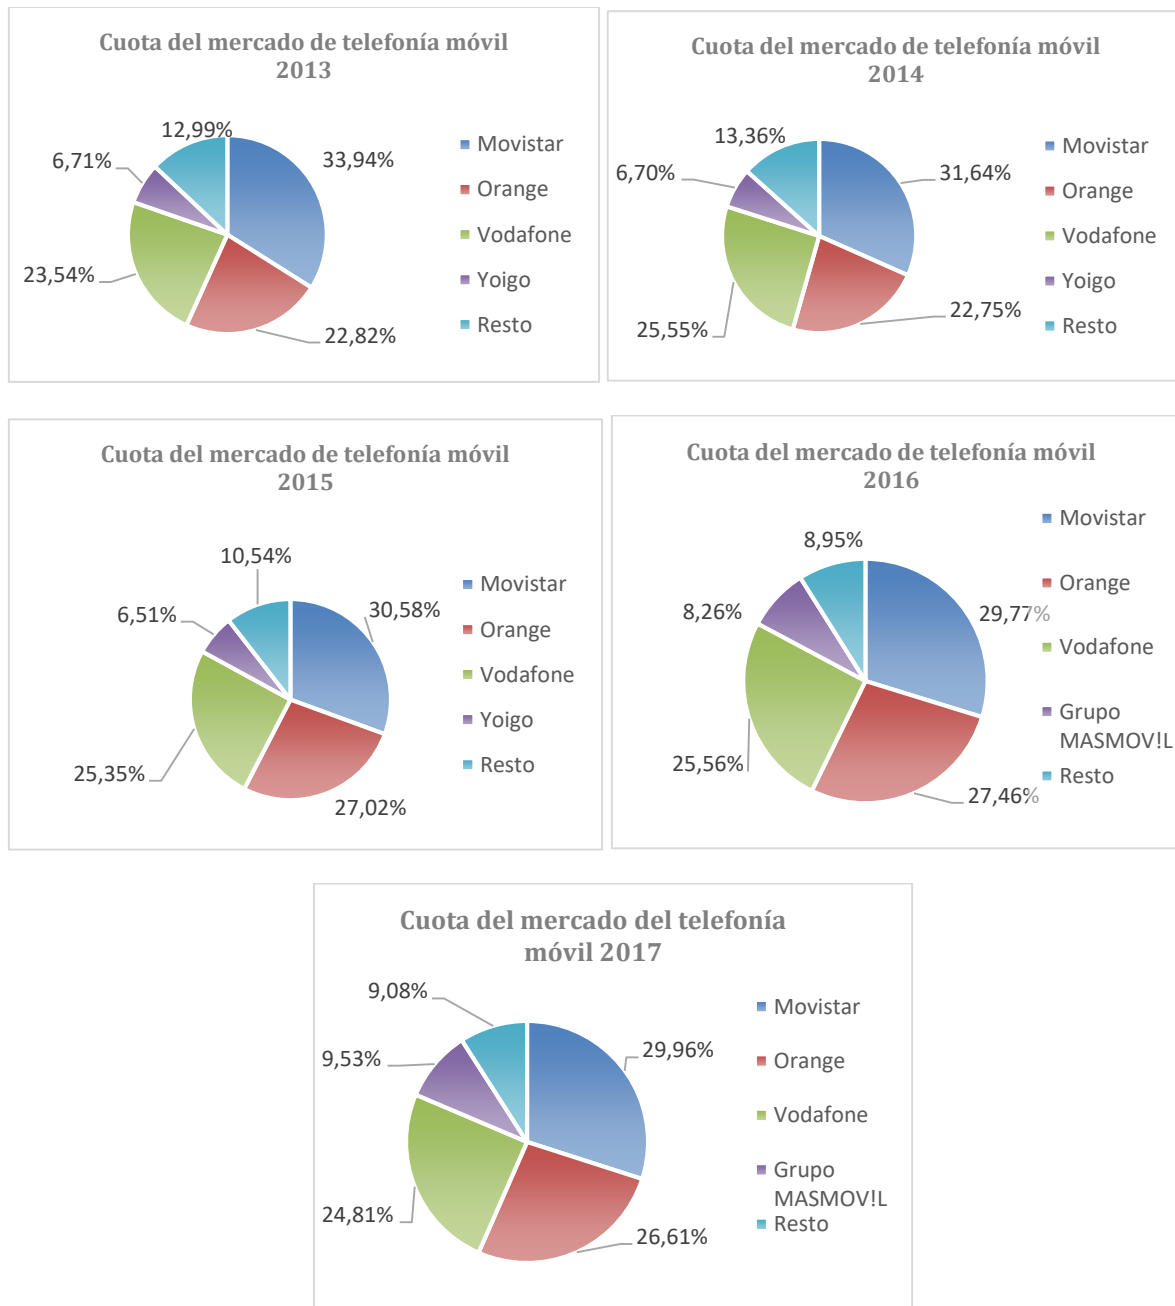 Cuota del mercado de telefonía móvil
2013
12,99%
6,71%
33,94%
23,54%
22,82%
Movistar
Orange
Vodafone
Yoigo
Resto
Cuota del mercado de telefonía móvil
2014
13,36%
6,70%
31,64%
25,55%
22,75%
Movistar
Orange
Vodafone
Yoigo
Resto
Cuota del mercado de telefonía móvil
2015
10,54%
6,51%
30,58%
25,35%
27,02%
Movistar
Orange
Vodafone
Yoigo
Resto
Cuota del mercado de telefonía móvil
2016
8,95%
8,26%
29,77%
25,56%
27,46%
Movistar
Orange
Vodafone
Grupo
MASMOV!L
Resto
Cuota del mercado del telefonía
móvil 2017
9,08%
9,53%
29,96%
24,81%
26,61%
Movistar
Orange
Vodafone
Grupo
MASMOV!L
Resto